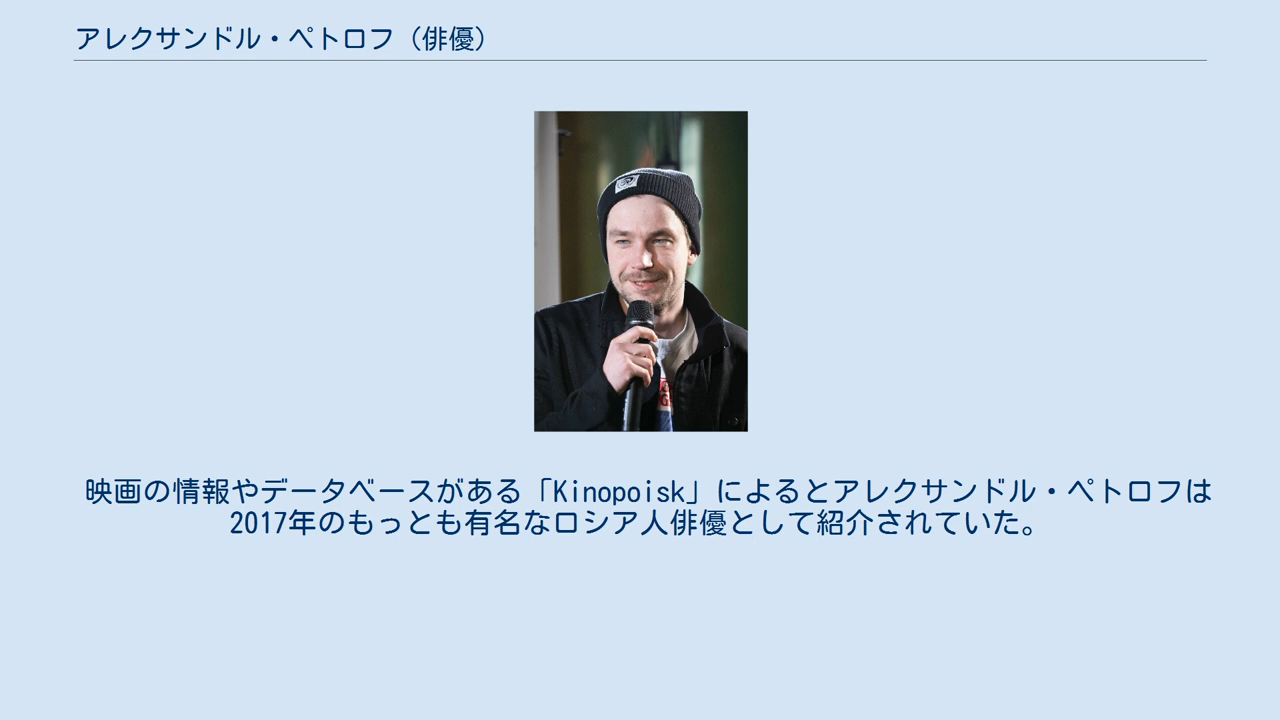 アレクサンドル・ペトロフ（俳優）
映画の情報やデータベースがある「Kinopoisk」によるとアレクサンドル・ペトロフは
2017年のもっとも有名なロシア人俳優として紹介されていた。